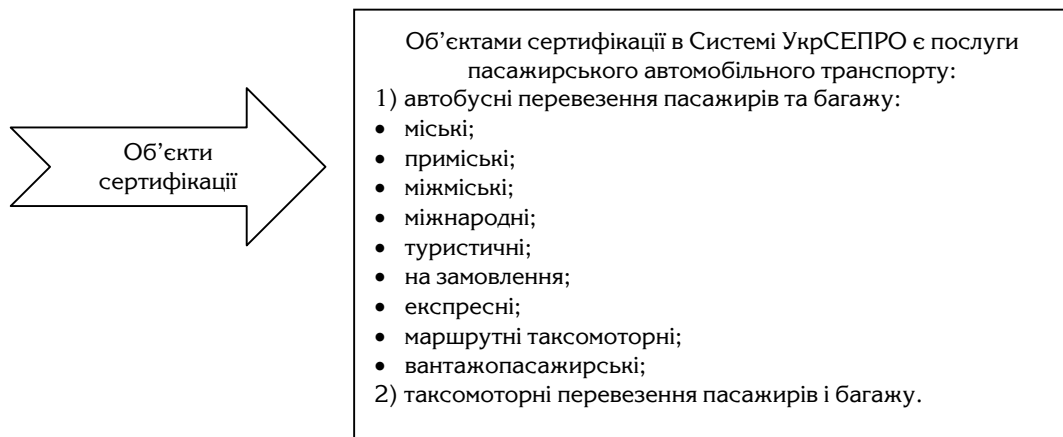 Об’єкти
сертифікації
Об’єктами сертифікації в Системі УкрСЕПРО є послуги
пасажирського автомобільного транспорту:
1) автобусні перевезення пасажирів та багажу:
• міські;
• приміські;
• міжміські;
• міжнародні;
• туристичні;
• на замовлення;
• експресні;
• маршрутні таксомоторні;
• вантажопасажирські;
2) таксомоторні перевезення пасажирів і багажу.